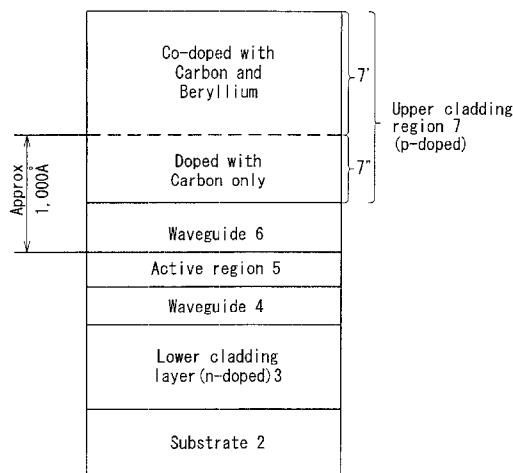 Co-doped with
Carbon and
Beryllium
7'
Upper cladding
region 7
(p-doped)
Doped with
Carbon only
7"
Approx
1,000Å
Waveguide 6
Active region 5
Waveguide 4
Lower cladding
layer(n-doped)3
Substrate 2